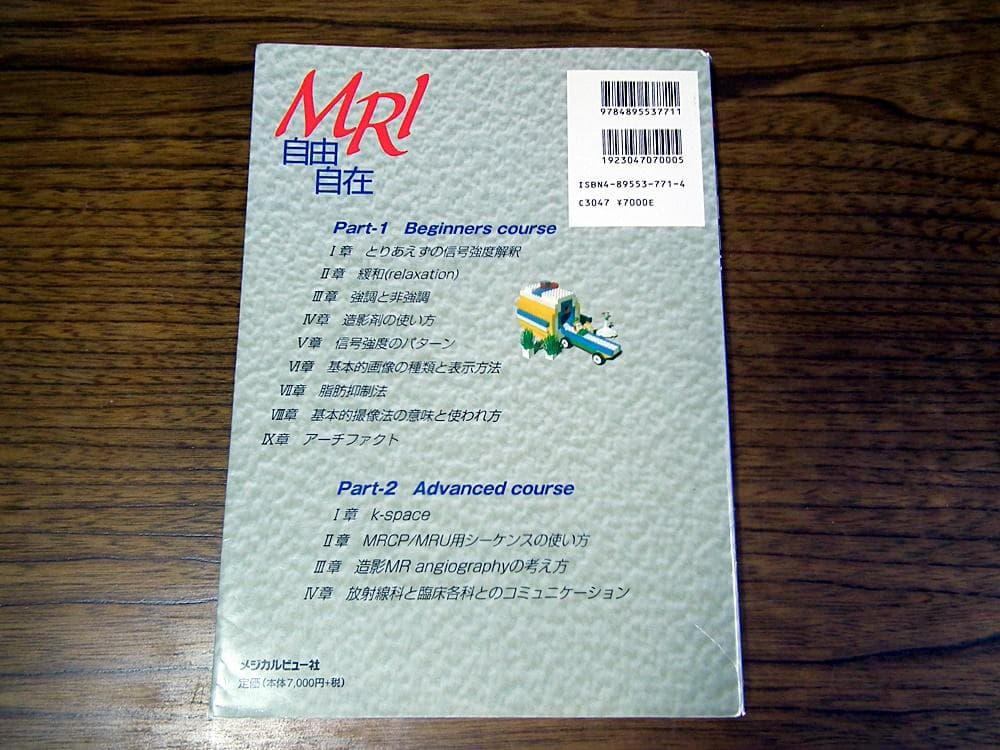 MRI
自由
自在
9784895537711
1923047070005
ISBN4-89553-771-4
C3047 ¥7000E
Part-1 Beginners course
Ⅰ章 とりあえずの信号強度解釈
Ⅱ章 緩和(relaxation)
Ⅲ章 強調と非強調
Ⅳ章 造影剤の使い方
Ⅴ章 信号強度のパターン
Ⅵ章 基本的画像の種類と表示方法
Ⅶ章 脂肪抑制法
Ⅷ章 基本的撮像法の意味と使われ方
Ⅸ章 アーチファクト
Part-2 Advanced course
Ⅰ章 k-space
Ⅱ章 MRCP/MRU用シーケンスの使い方
Ⅲ章 造影MR angiographyの考え方
Ⅳ章 放射線科と臨床各科とのコミュニケーション
メジカルビュー社
定価(本体7,000円+税)